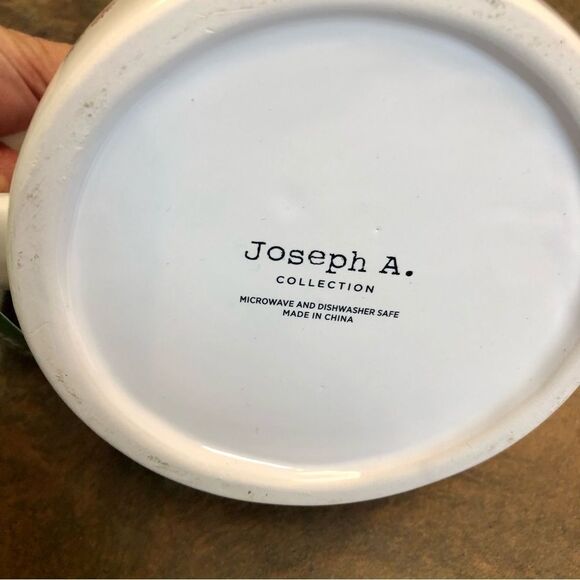 Joseph A.
COLLECTION
MICROWAVE AND DISHWASHER SAFE
MADE IN CHINA